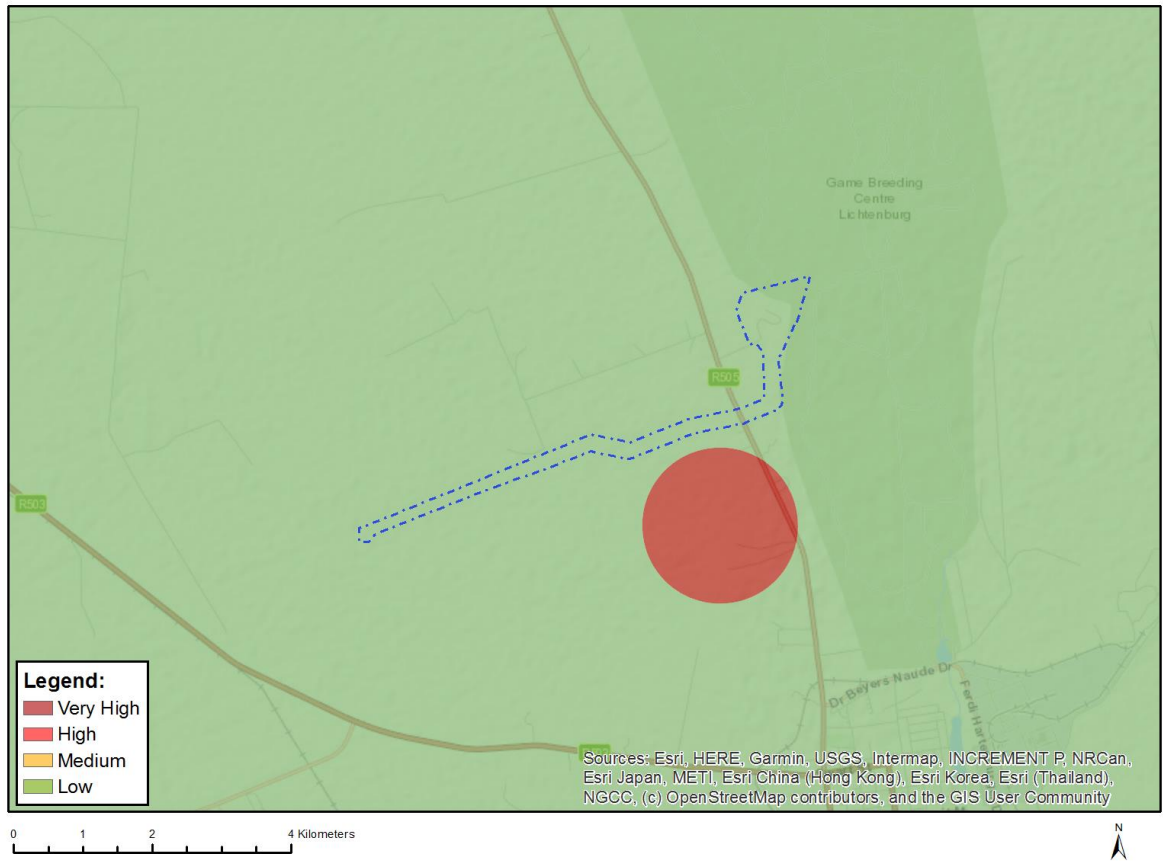 Game Breeding
Centre
Lichtenburg
R505
R503
Dr Beyers Naude Dr
Legend:
Very High
High
Medium
Low
Sources: Esri, HERE, Garmin, USGS, Intermap, INCREMENT P, NRCan,
Esri Japan, METI, Esri China (Hong Kong), Esri Korea, Esri (Thailand),
NGCC, (c) OpenStreetMap contributors, and the GIS User Community
0 1 2 4 Kilometers
N